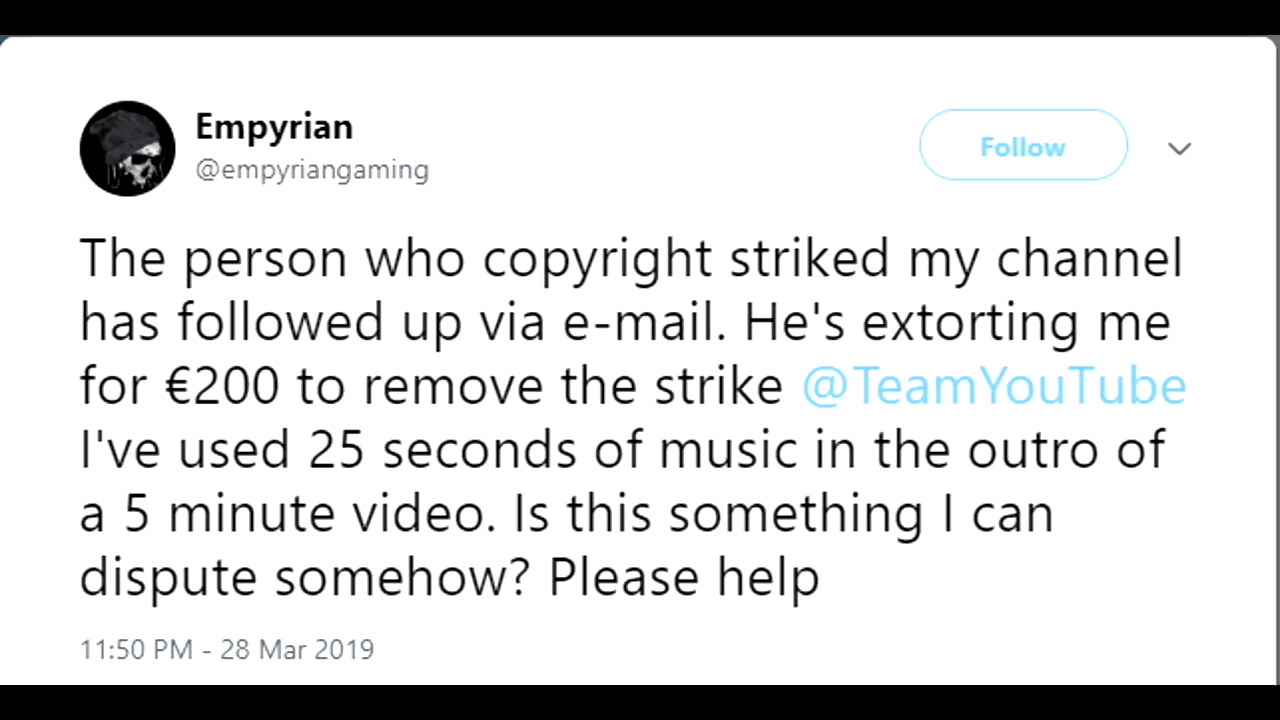 Empyrian
@empyriangaming
Follow
The person who copyright striked my channel
has followed up via e-mail. He's extorting me
for €200 to remove the strike @TeamYouTube
I've used 25 seconds of music in the outro of
a 5 minute video. Is this something I can
dispute somehow? Please help
11:50 PM - 28 Mar 2019